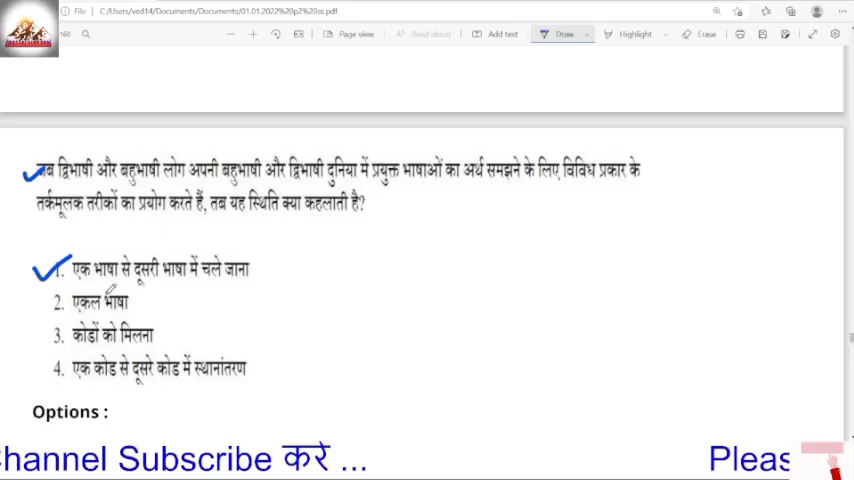 File
C:/Users/ved14/Documents/Documents/01.01.2022%20p2%20ss.pdf
160
Page view
Read aloud
Add text
Draw
Highlight
Erase
जब द्विभाषी और बहुभाषी लोग अपनी बहुभाषी और द्विभाषी दुनिया में प्रयुक्त भाषाओं का अर्थ समझने के लिए विविध प्रकार के
तर्कमूलक तरीकों का प्रयोग करते हैं, तब यह स्थिति क्या कहलाती है?
1. एक भाषा से दूसरी भाषा में चले जाना
2. एकल भाषा
3. कोडों को मिलना
4. एक कोड से दूसरे कोड में स्थानांतरण
Options :
Channel Subscribe करे ...
Pleas